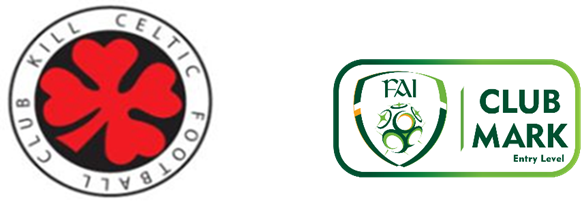 KILL CELTIC FOOTBALL CLUB
FAI
CLUB
MARK
Entry Level